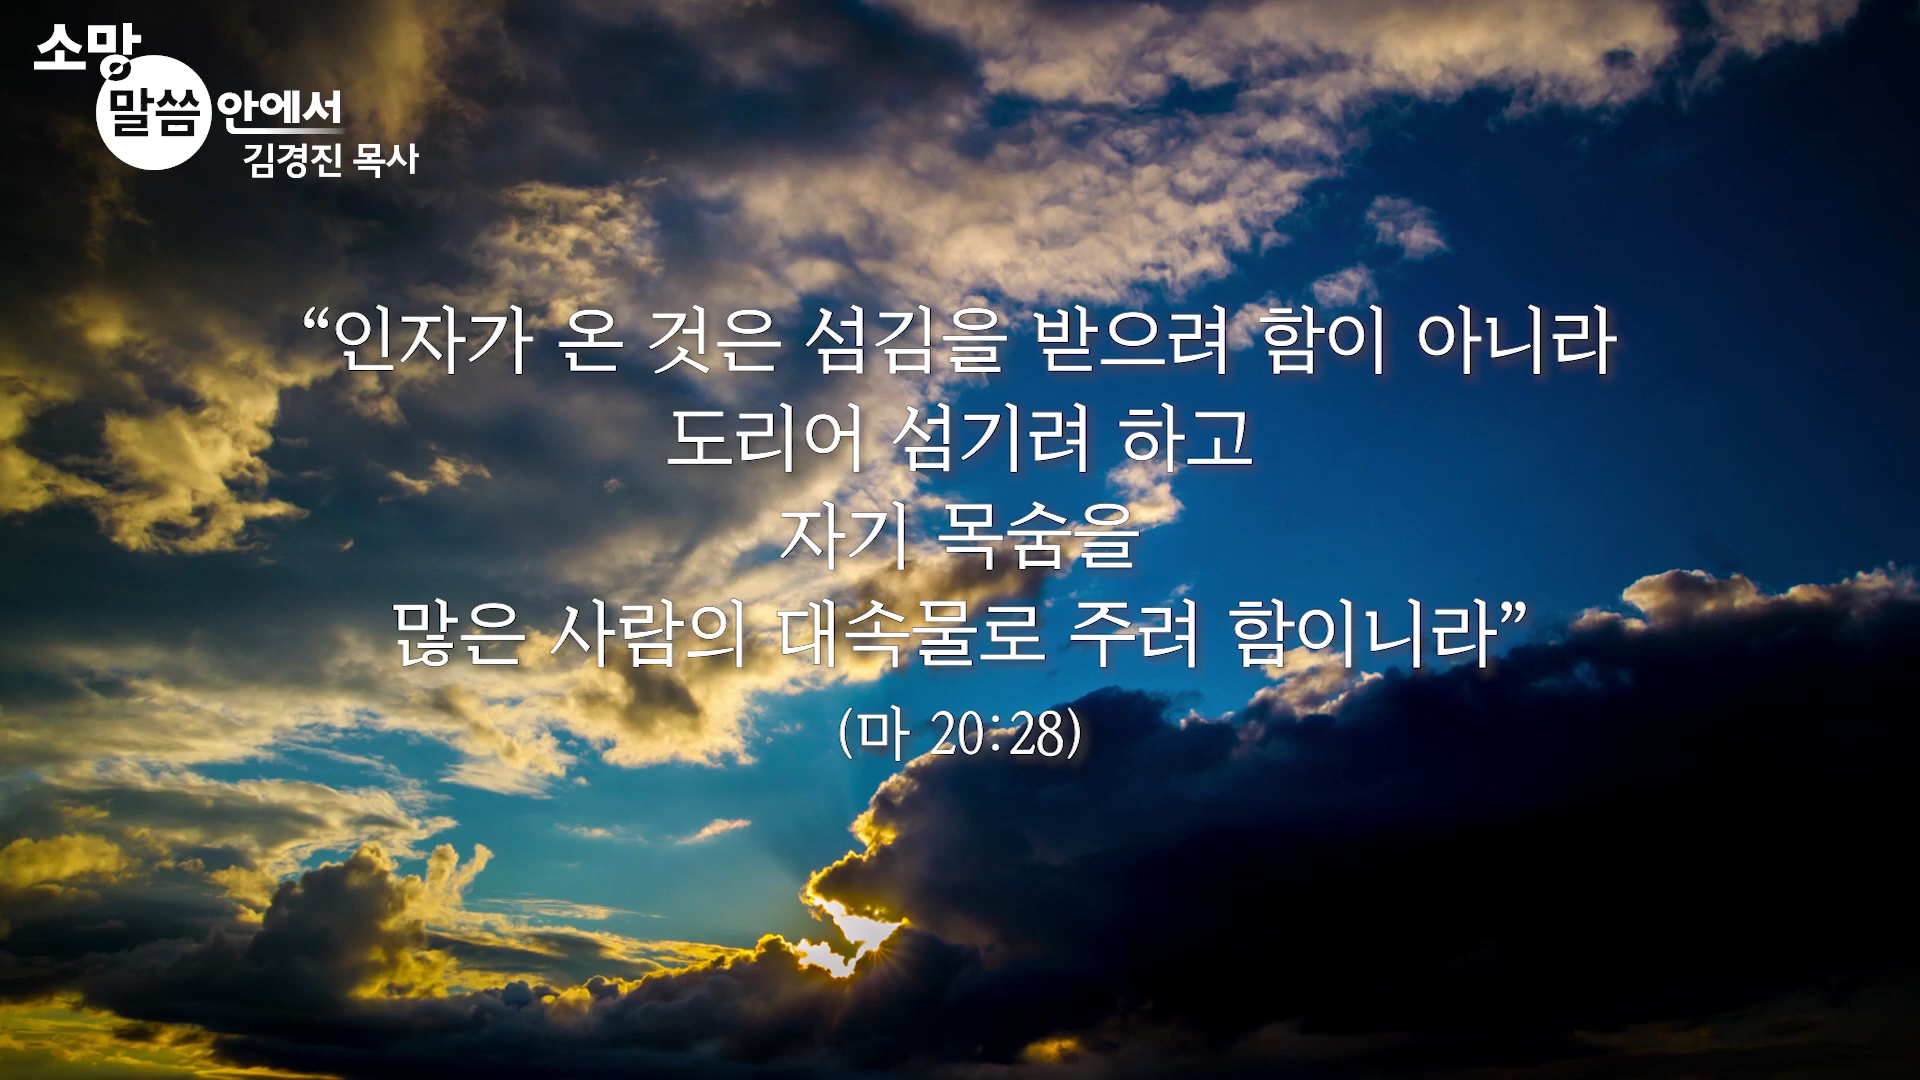 소망
말씀 안에서
김경진 목사
“인자가 온 것은 섬김을 받으려 함이 아니라
도리어 섬기려 하고
자기 목숨을
많은 사람의 대속물로 주려 함이니라”
(마 20:28)